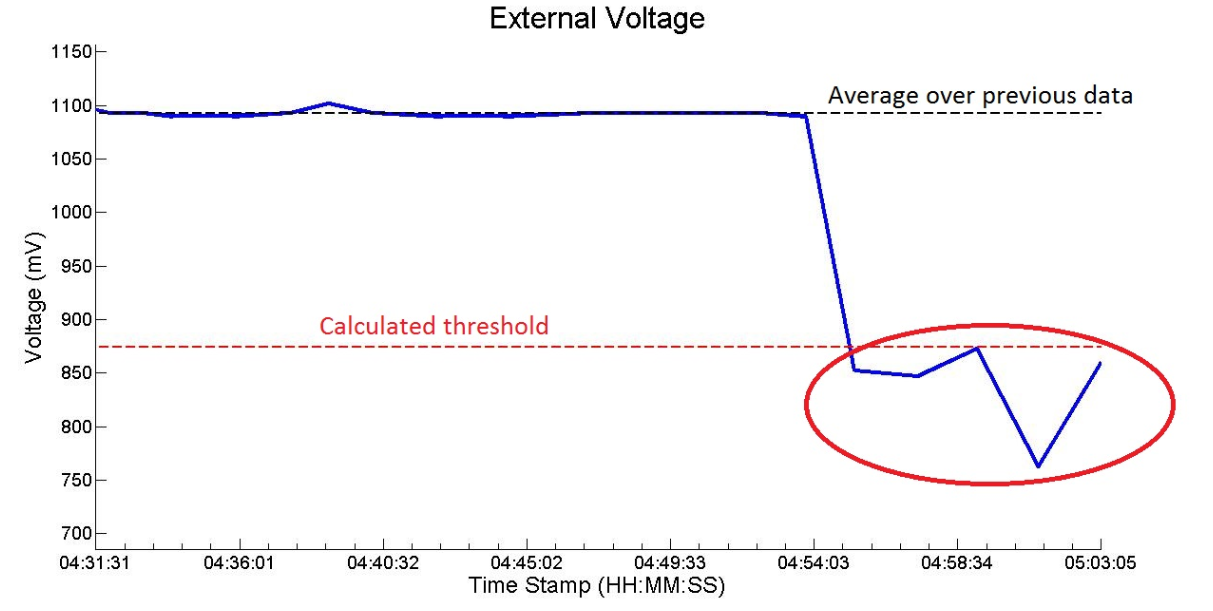 External Voltage
1150
1100
Average over previous data
1050
1000
950
900
Calculated threshold
850
800
750
700
Voltage (mV)
04:31:31 04:36:01 04:40:32 04:45:02 04:49:33 04:54:03 04:58:34 05:03:05
Time Stamp (HH:MM:SS)